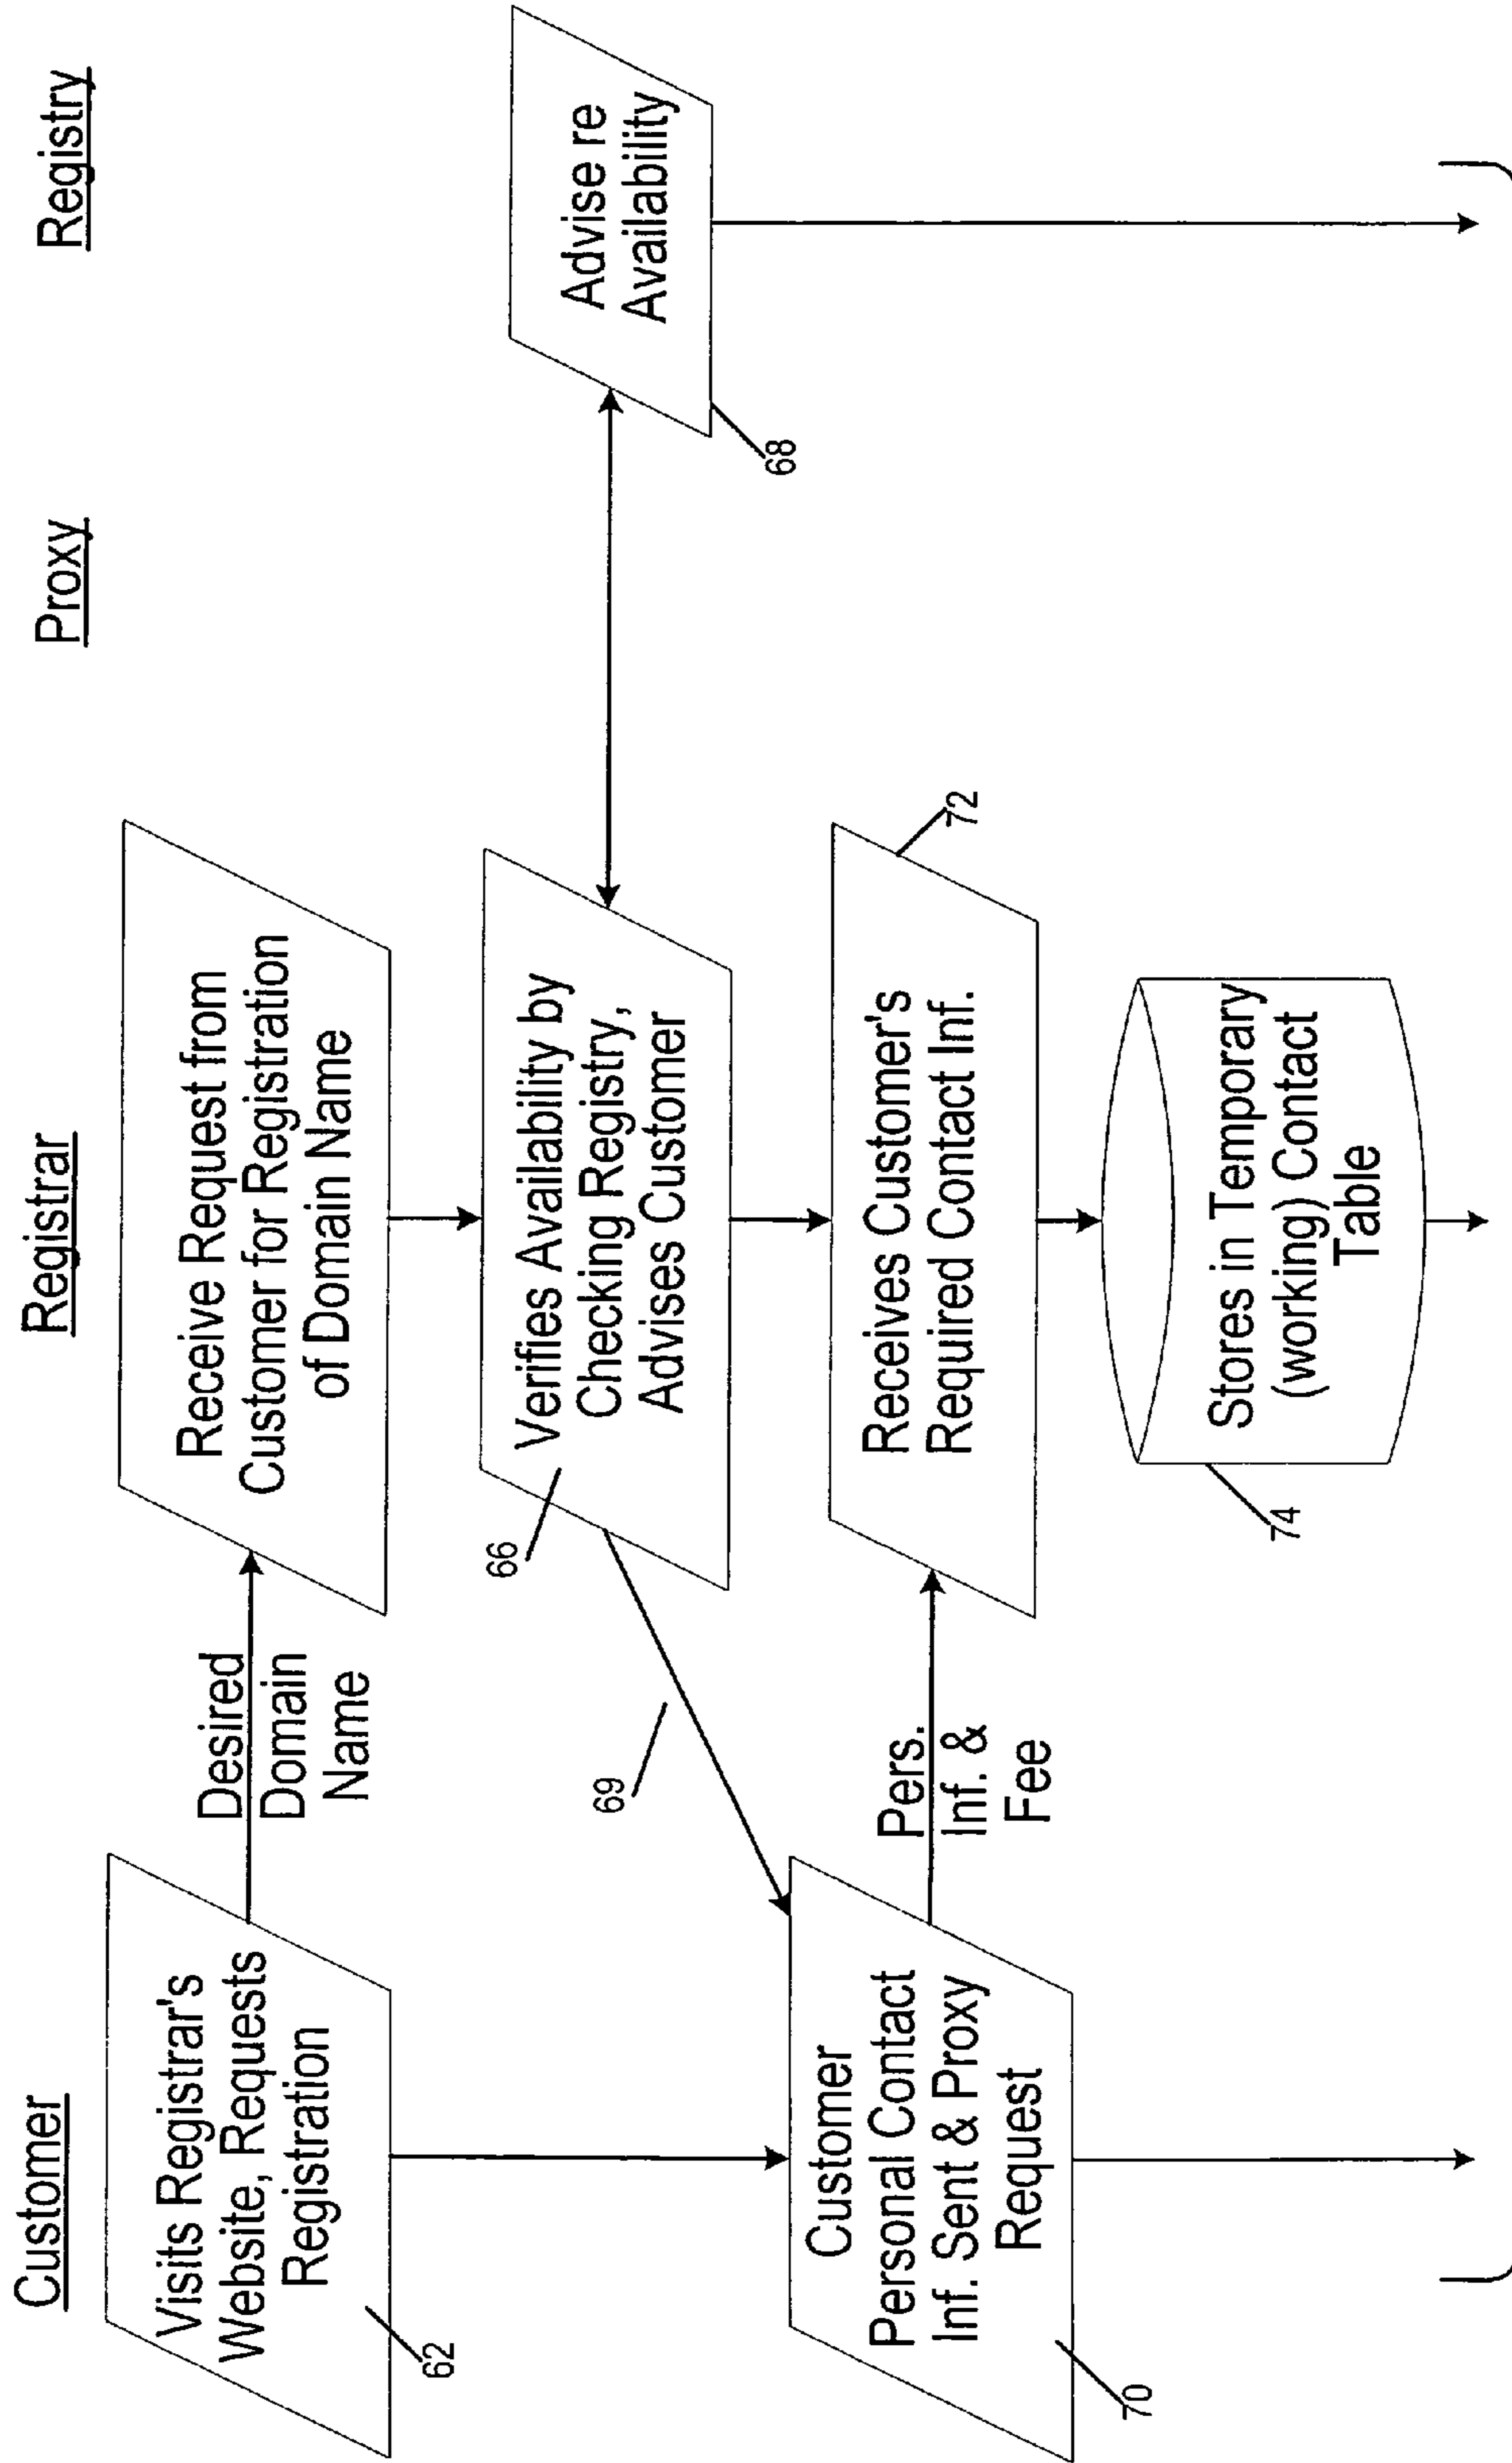 Customer
Registrar
Proxy
Registry
Visits Registrar's
Website, Requests
Registration
62
Desired
Domain
Name
Receive Request from
Customer for Registration
of Domain Name
Verifies Availability by
Checking Registry,
Advises Customer
66
Advise re
Availability
68
69
Customer
Personal Contact
Inf. Sent & Proxy
Request
70
Pers.
Inf. &
Fee
Receives Customer's
Required Contact Inf.
72
Stores in Temporary
(working) Contact
Table
74